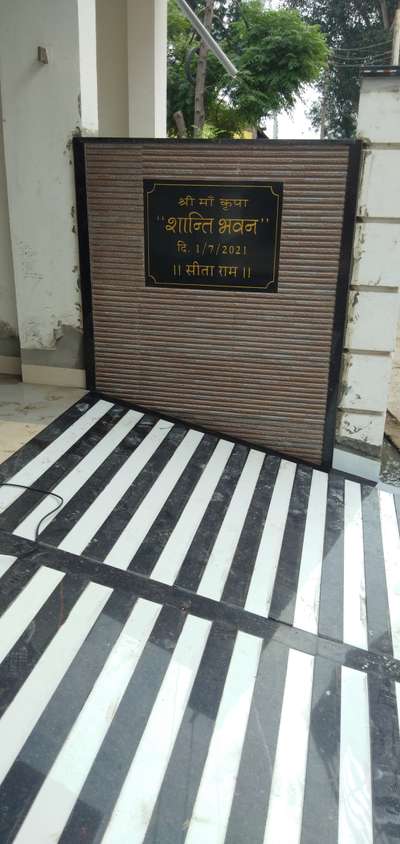 श्री माँ कृपा
"शान्ति भवन"
दि. 1/7/2021
।। सीता राम ।।